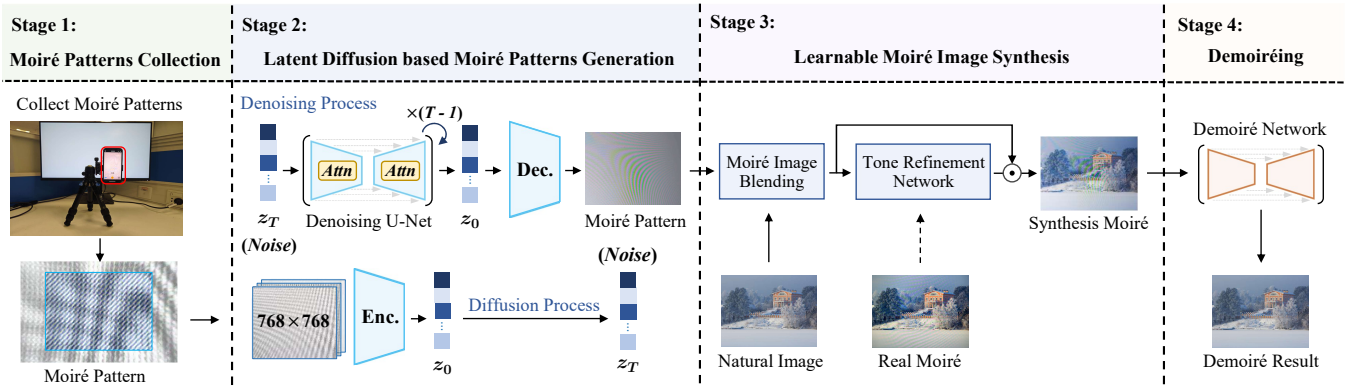 Stage 1:
Moiré Patterns Collection
Stage 2:
Latent Diffusion based Moiré Patterns Generation
Stage 3:
Learnable Moiré Image Synthesis
Stage 4:
Demoiréing
Collect Moiré Patterns
Moiré Pattern
Denoising Process
×(T - 1)
Attn
Attn
Dec.
z_T
Denoising U-Net
z_0
Moiré Pattern
(Noise)
(Noise)
768×768
Enc.
Diffusion Process
z_0
z_T
Moiré Image
Blending
Tone Refinement
Network
Synthesis Moiré
Natural Image
Real Moiré
Demoiré Network
Demoiré Result